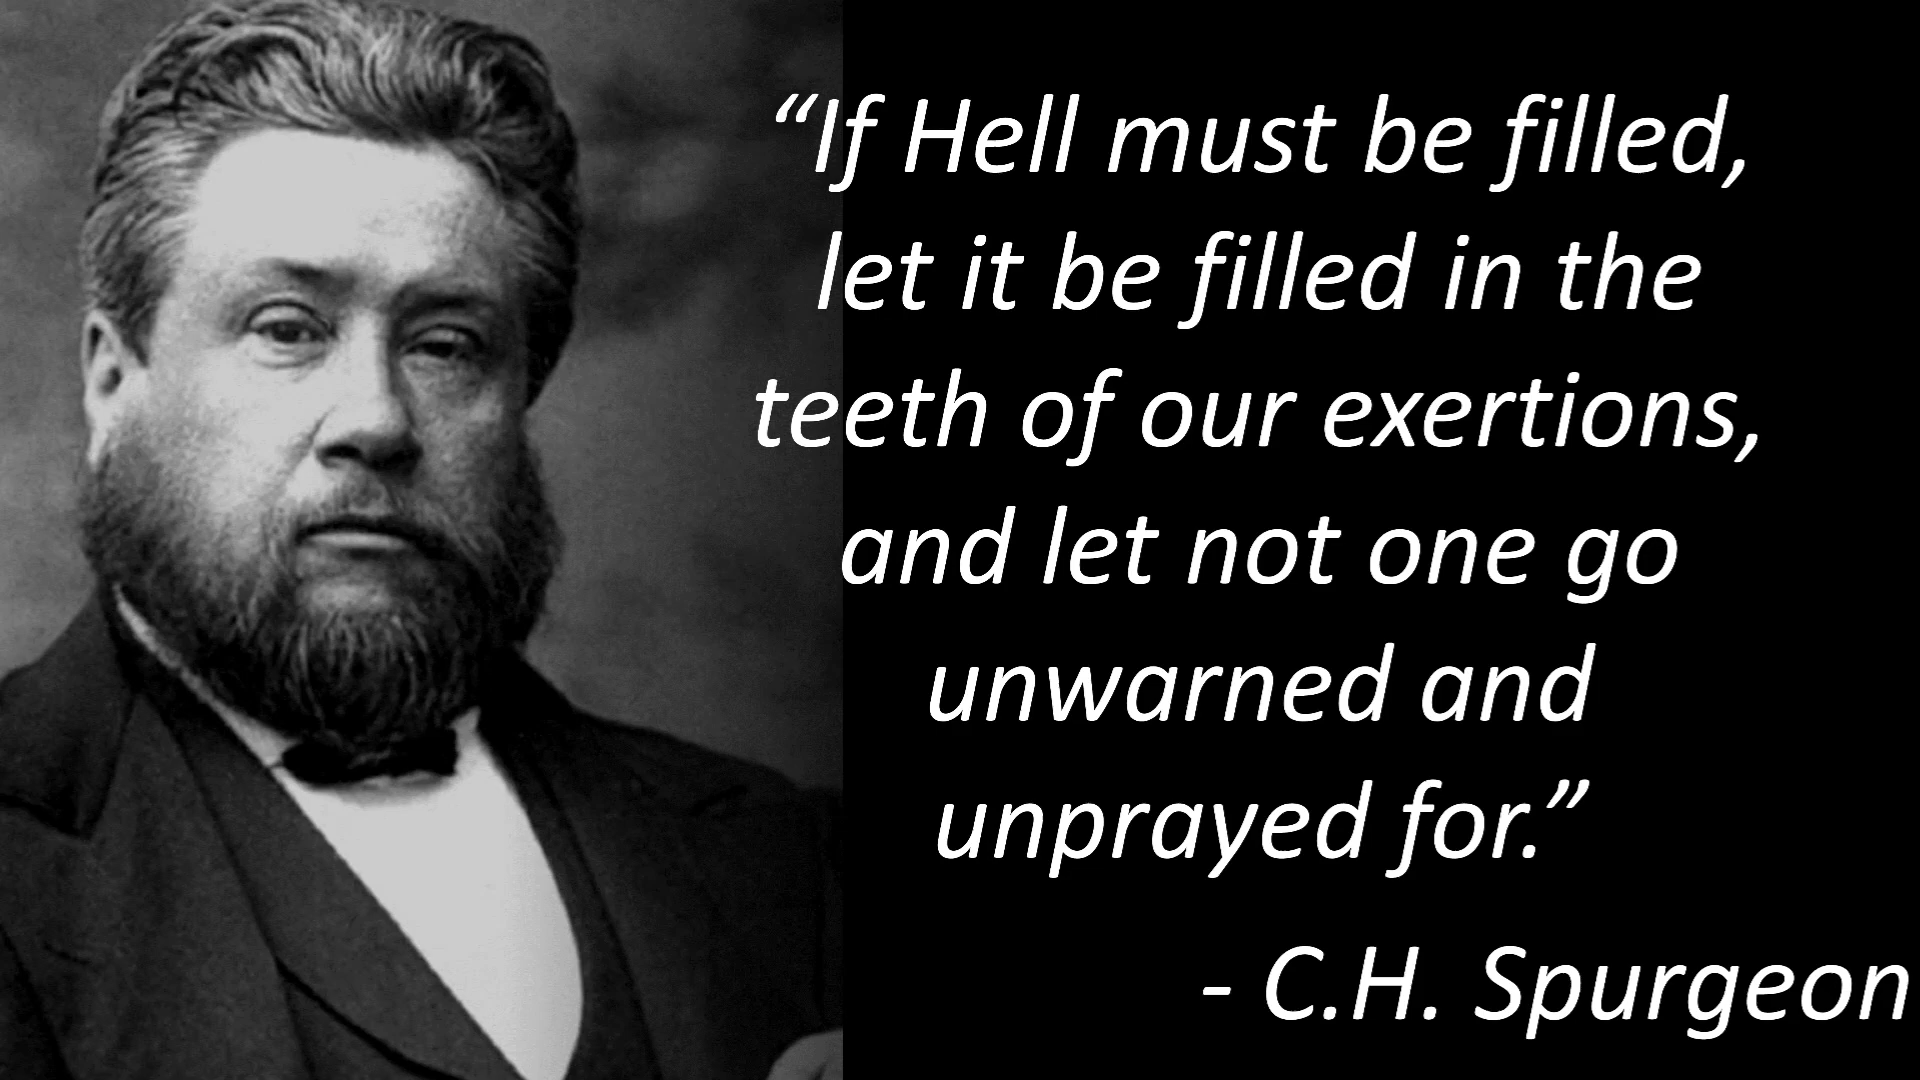 “If Hell must be filled,
let it be filled in the
teeth of our exertions,
and let not one go
unwarned and
unprayed for.”
- C.H. Spurgeon